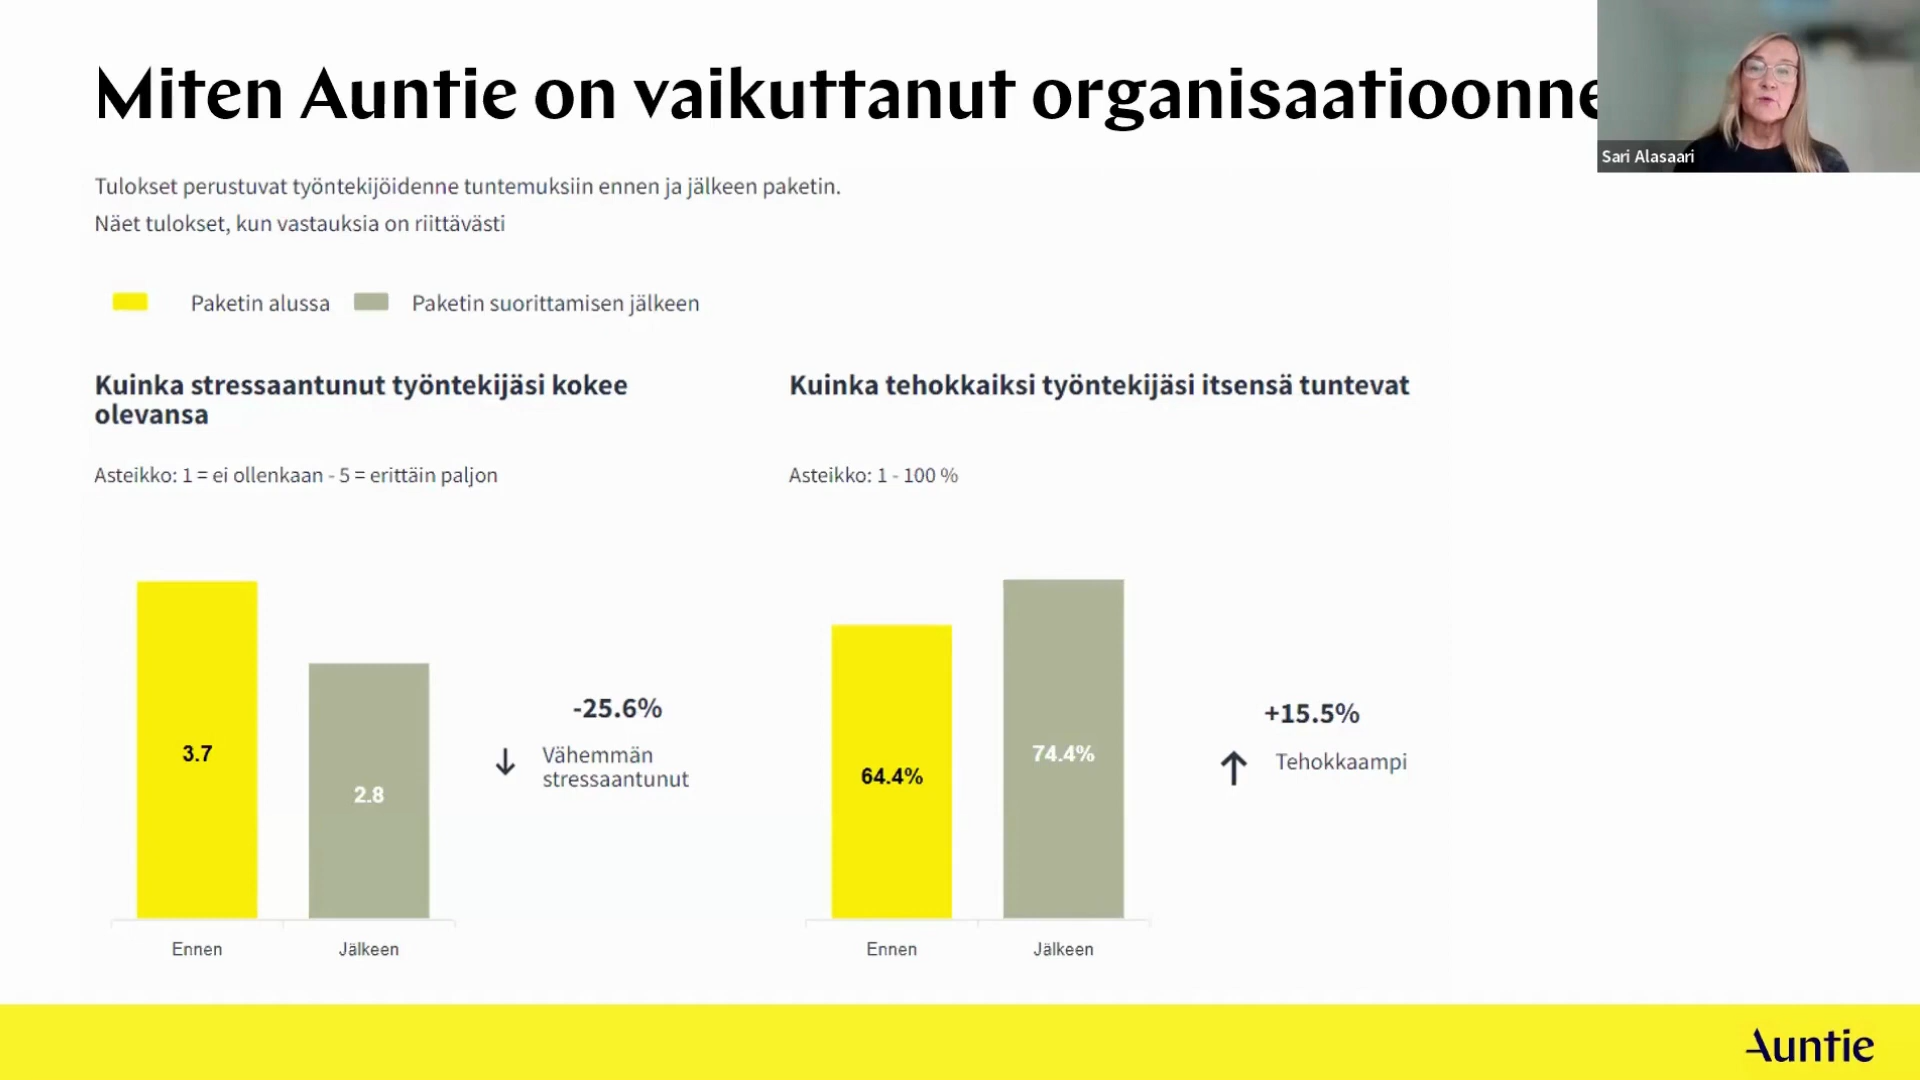 Miten Auntie on vaikuttanut organisaatioonne
Sari Alasaari
Tulokset perustuvat työntekijöidenne tuntemuksiin ennen ja jälkeen paketin.
Näet tulokset, kun vastauksia on riittävästi
Paketin alussa
Paketin suorittamisen jälkeen
Kuinka stressaantunut työntekijäsi kokee
olevansa
Asteikko: 1 = ei ollenkaan - 5 = erittäin paljon
3.7
2.8
-25.6%
Vähemmän
stressaantunut
Ennen
Jälkeen
Kuinka tehokkaiksi työntekijäsi itsensä tuntevat
Asteikko: 1 - 100 %
64.4%
74.4%
+15.5%
Tehokkaampi
Ennen
Jälkeen
Auntie